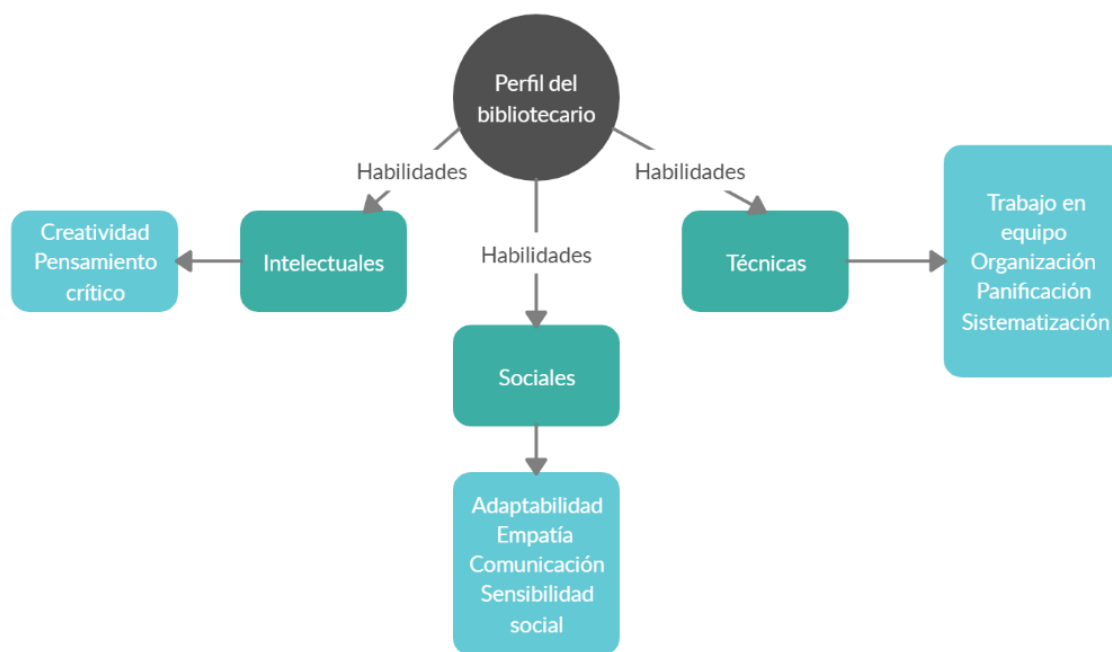 Perfil del
bibliotecario
Habilidades
Habilidades
Habilidades
Creatividad
Pensamiento
crítico
Intelectuales
Técnicas
Trabajo en
equipo
Organización
Panificación
Sistematización
Sociales
Adaptabilidad
Empatía
Comunicación
Sensibilidad
social